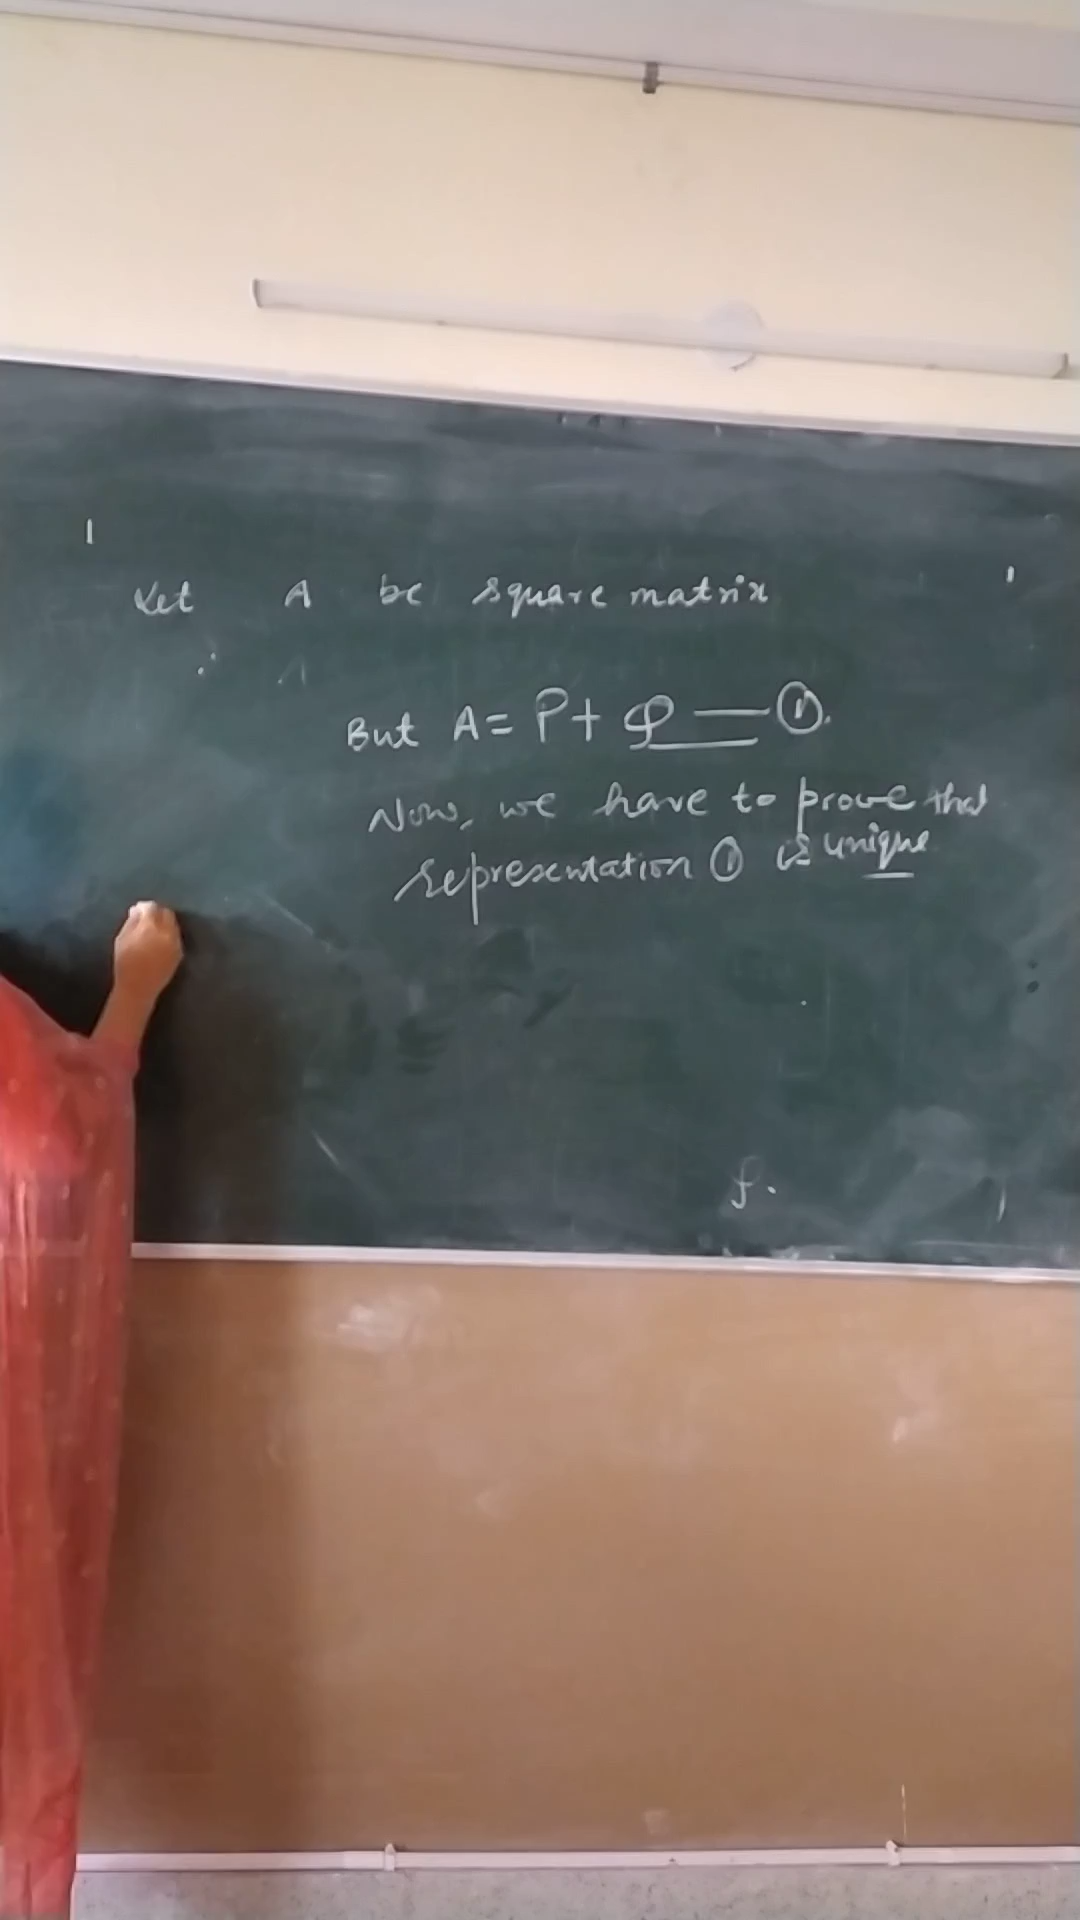 Let A be square matrix
∴ A
But A = P + Q —— ①.
Now, we have to prove that
representation ① is unique
f.